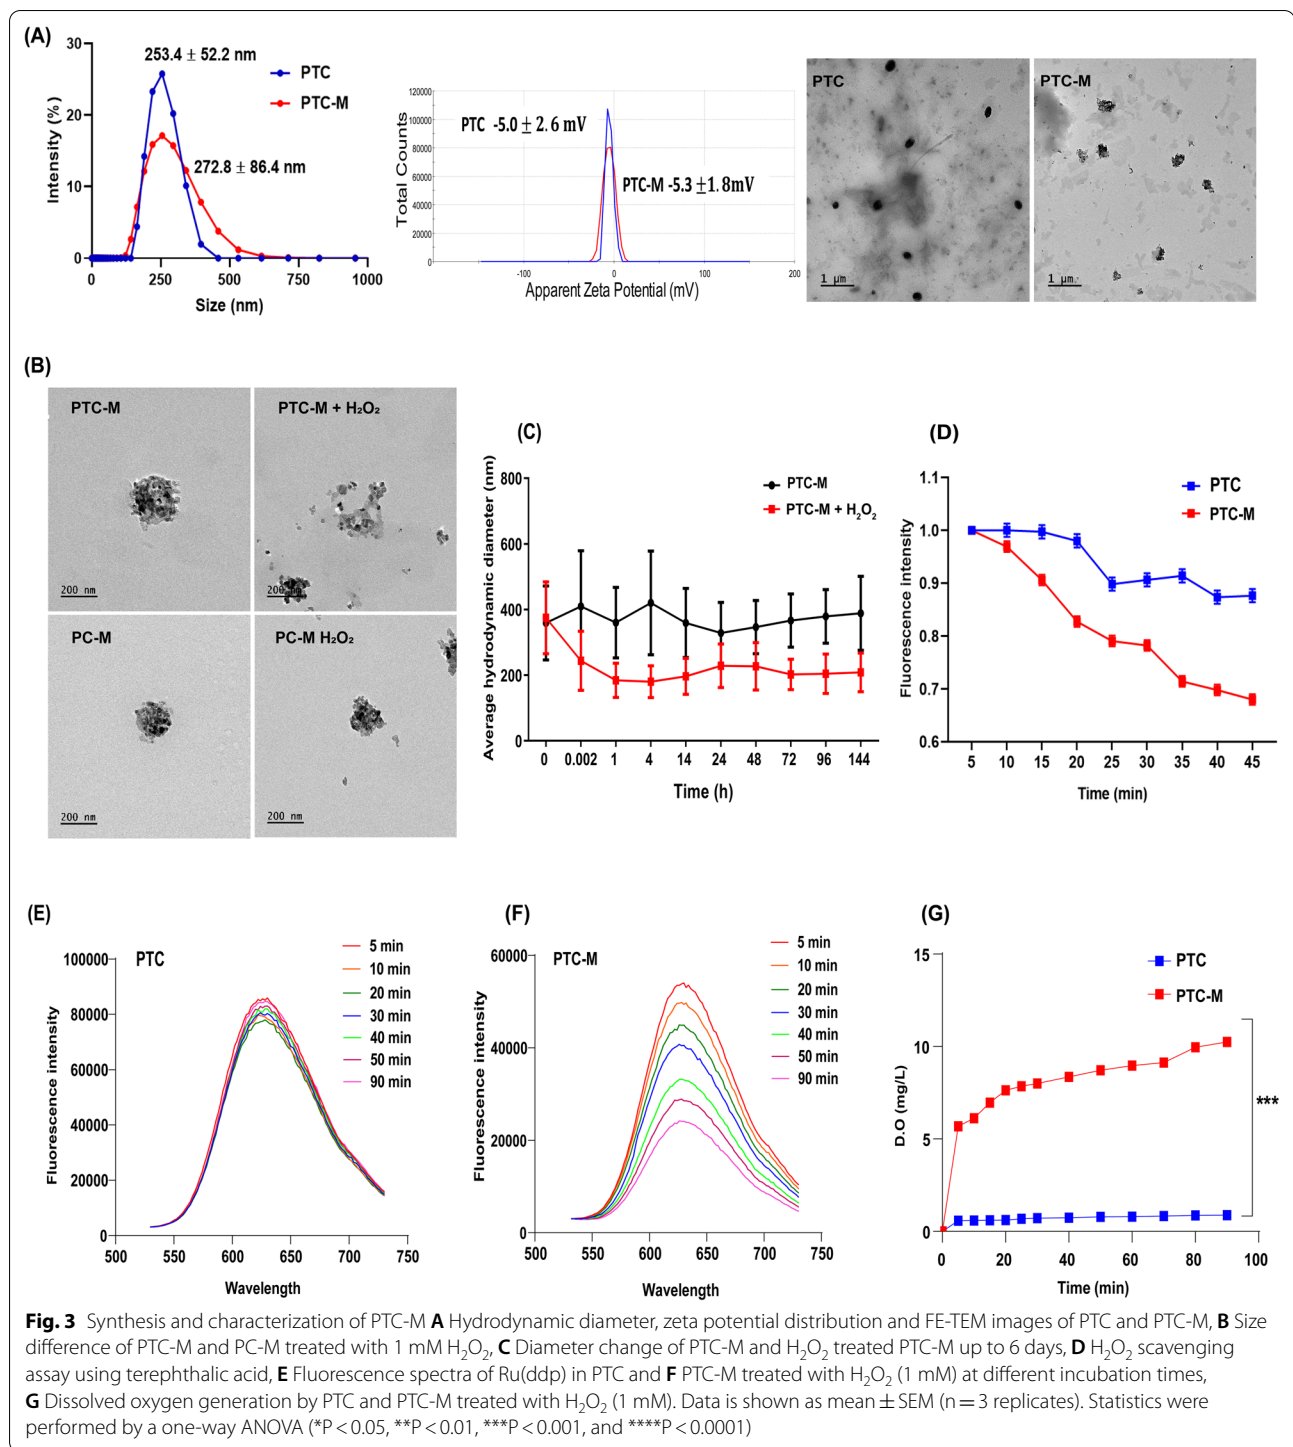 (A)
30
20
10
0
Intensity (%)
253.4 ± 52.2 nm
272.8 ± 86.4 nm
PTC
PTC-M
0 250 500 750 1000
Size (nm)
120000
100000
80000
60000
40000
20000
0
Total Counts
PTC -5.0 ± 2.6 mV
PTC-M -5.3 ±1.8mV
-100 0 100 200
Apparent Zeta Potential (mV)
PTC
1 µm
PTC-M
1 µm
(B)
PTC-M
200 nm
PTC-M + H₂O₂
200 nm
PC-M
200 nm
PC-M H₂O₂
200 nm
(C)
800
600
400
200
0
Average hydrodynamic diameter (nm)
PTC-M
PTC-M + H₂O₂
0 0.002 1 4 14 24 48 72 96 144
Time (h)
(D)
1.1
1.0
0.9
0.8
0.7
0.6
Fluorescence intensity
PTC
PTC-M
5 10 15 20 25 30 35 40 45
Time (min)
(E)
PTC
100000
80000
60000
40000
20000
0
Fluorescence intensity
5 min
10 min
20 min
30 min
40 min
50 min
90 min
500 550 600 650 700 750
Wavelength
(F)
PTC-M
60000
40000
20000
0
Fluorescence intensity
5 min
10 min
20 min
30 min
40 min
50 min
90 min
500 550 600 650 700 750
Wavelength
(G)
15
10
5
0
D.O (mg/L)
PTC
PTC-M
***
0 20 40 60 80 100
Time (min)
Fig. 3 Synthesis and characterization of PTC-M A Hydrodynamic diameter, zeta potential distribution and FE-TEM images of PTC and PTC-M, B Size
difference of PTC-M and PC-M treated with 1 mM H₂O₂, C Diameter change of PTC-M and H₂O₂ treated PTC-M up to 6 days, D H₂O₂ scavenging
assay using terephthalic acid, E Fluorescence spectra of Ru(ddp) in PTC and F PTC-M treated with H₂O₂ (1 mM) at different incubation times,
G Dissolved oxygen generation by PTC and PTC-M treated with H₂O₂ (1 mM). Data is shown as mean ± SEM (n = 3 replicates). Statistics were
performed by a one-way ANOVA (*P < 0.05, **P < 0.01, ***P < 0.001, and ****P < 0.0001)